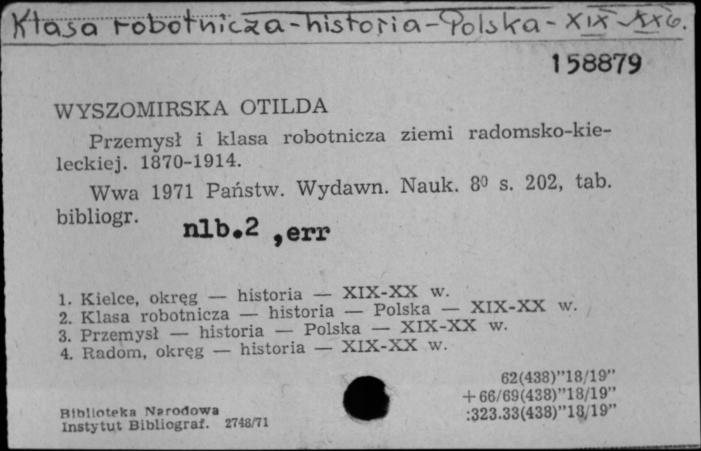 Klasa robotnicza-historia-Polska-XIX-XXw.
158879
WYSZOMIRSKA OTILDA
Przemysł i klasa robotnicza ziemi radomsko-kie-
leckiej. 1870-1914.
Wwa 1971 Państw. Wydawn. Nauk. 8⁰ s. 202, tab.
bibliogr.
nlb.2 ,err
1. Kielce, okręg — historia — XIX-XX w.
2. Klasa robotnicza — historia — Polska — XIX-XX w.
3. Przemysł — historia — Polska — XIX-XX w.
4. Radom, okręg — historia — XIX-XX w.
62(438)”18/19”
+66/69(438)”18/19”
:323.33(438)”18/19”
Biblioteka Narodowa
Instytut Bibliograf. 2748/71